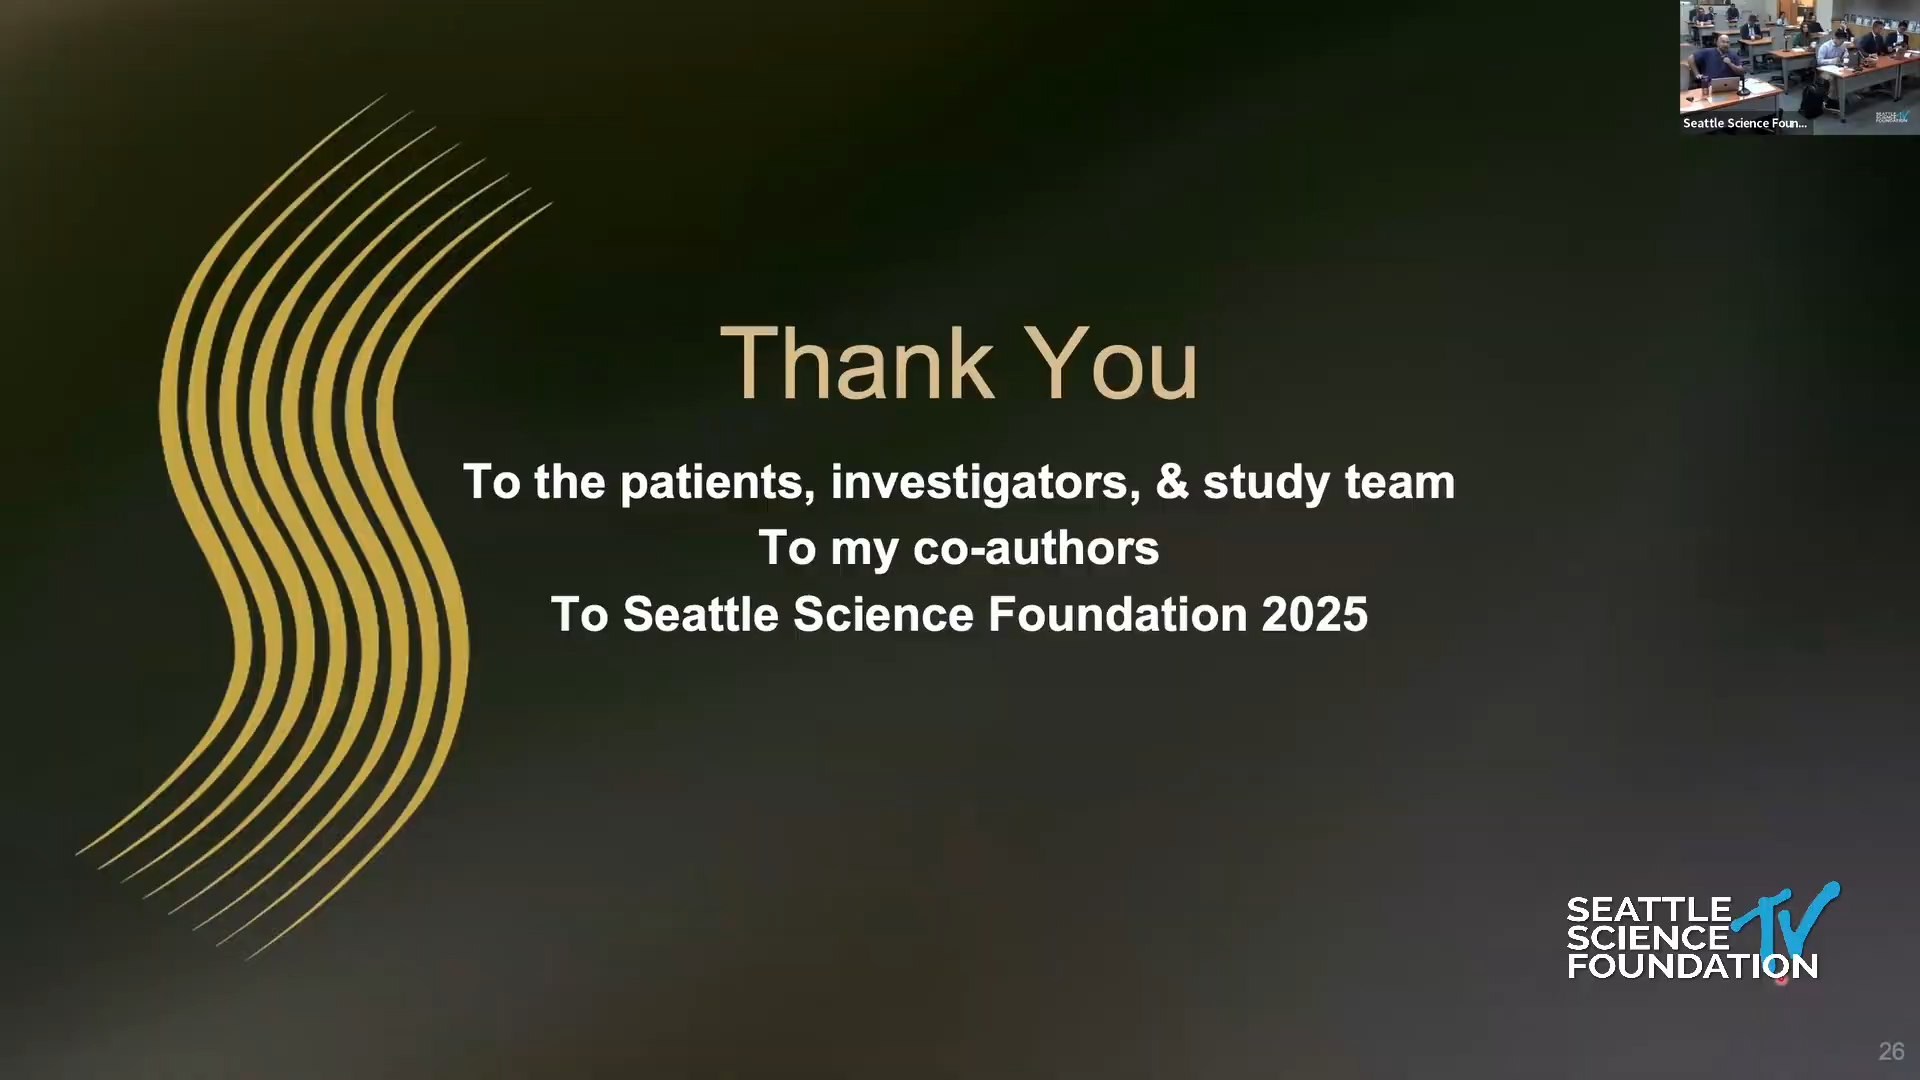 Seattle Science Foun...
Thank You
To the patients, investigators, & study team
To my co-authors
To Seattle Science Foundation 2025
SEATTLE
SCIENCE TV
FOUNDATION
26